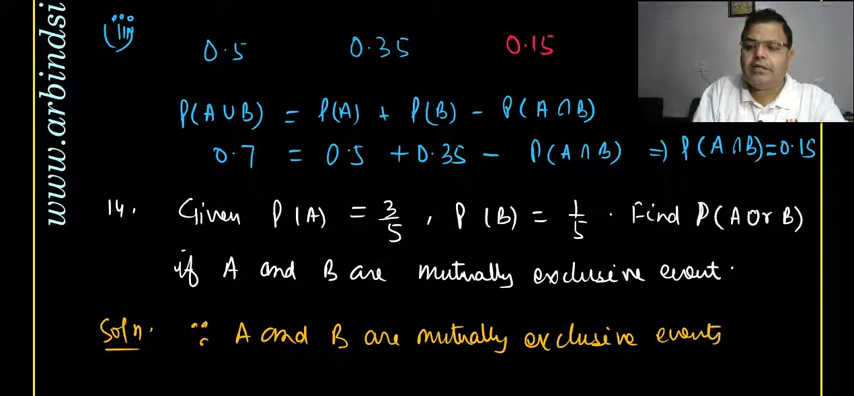 www.arbindsi
(iii) 0.5 0.35 0.15
P(A∪B) = P(A) + P(B) - P(A∩B)
0.7 = 0.5 + 0.35 - P(A∩B) ⇒ P(A∩B)=0.15
14. Given P(A) = 3/5, P(B) = 1/5. Find P(A or B)
if A and B are mutually exclusive event.
Soln. ∵ A and B are mutually exclusive events